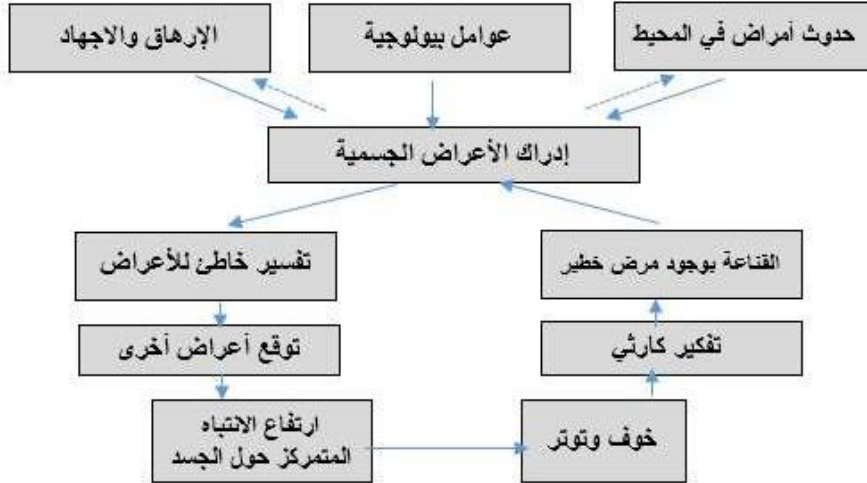 حدوث أمراض في المحيط
عوامل بيولوجية
الإرهاق والاجهاد
إدراك الأعراض الجسمية
تفسير خاطئ للأعراض
توقع أعراض أخرى
ارتفاع الانتباه
المتمركز حول الجسد
خوف وتوتر
تفكير كارثي
القناعة بوجود مرض خطير